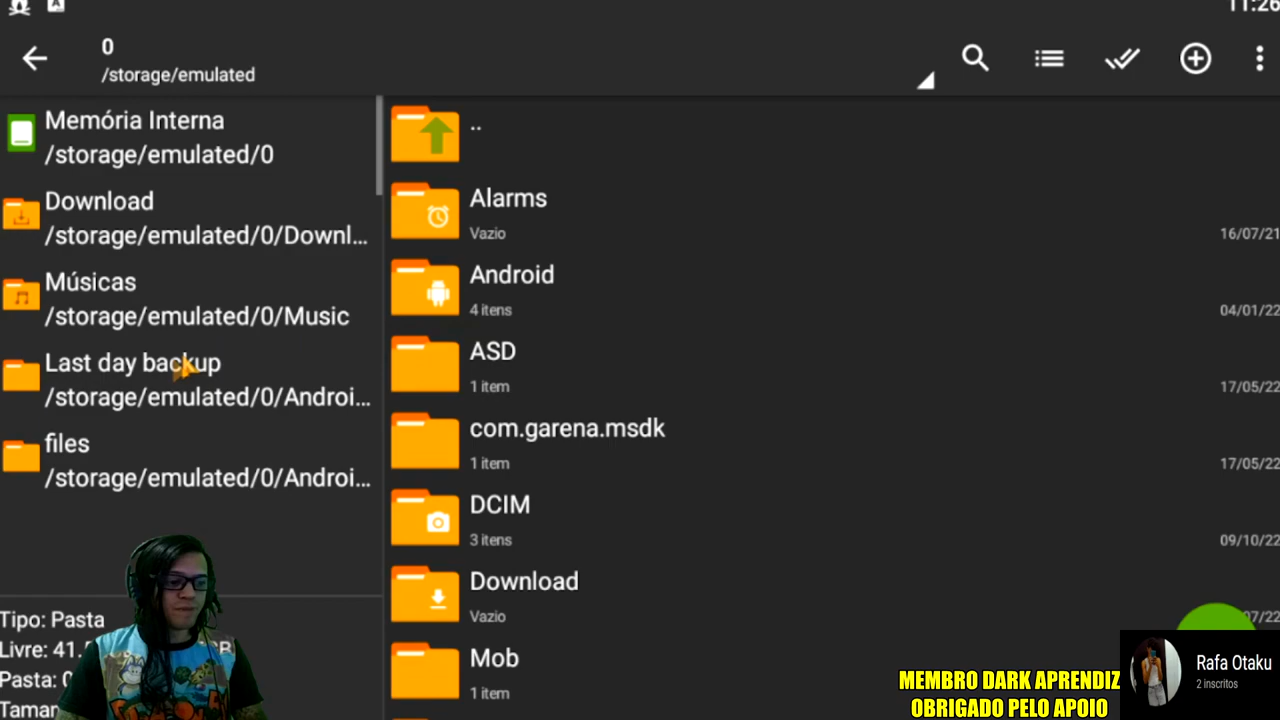 11:26
0
/storage/emulated
Memória Interna
/storage/emulated/0
Download
/storage/emulated/0/Downl...
Músicas
/storage/emulated/0/Music
Last day backup
/storage/emulated/0/Androi...
files
/storage/emulated/0/Androi...
Tipo: Pasta
Livre: 41.
Pasta:
..
Alarms
Vazio
16/07/21
Android
4 itens
04/01/22
ASD
1 item
17/05/22
com.garena.msdk
1 item
17/05/22
DCIM
3 itens
09/10/22
Download
Vazio
07/22
Mob
1 item
MEMBRO DARK APRENDIZ
OBRIGADO PELO APOIO
Rafa Otaku
2 inscritos